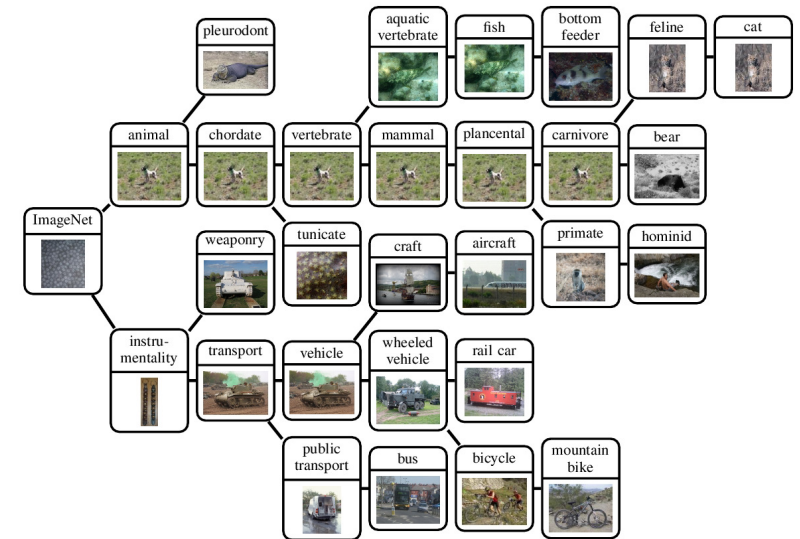 pleurodont
aquatic
vertebrate
fish
bottom
feeder
feline
cat
animal
chordate
vertebrate
mammal
plancental
carnivore
bear
ImageNet
weaponry
tunicate
craft
aircraft
primate
hominid
instru-
mentality
transport
vehicle
wheeled
vehicle
rail car
public
transport
bus
bicycle
mountain
bike